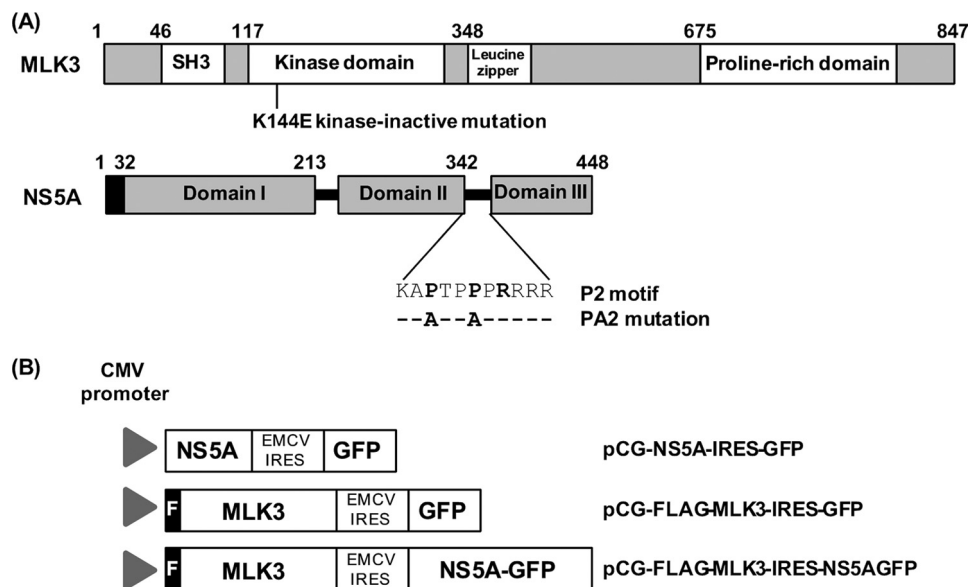 (A)
1 46 117 348 675 847
MLK3 SH3 Kinase domain Leucine zipper Proline-rich domain
K144E kinase-inactive mutation
1 32 213 342 448
NS5A Domain I Domain II Domain III
KAPTPPPRRRR P2 motif
--A--A----- PA2 mutation
(B)
CMV
promoter
NS5A EMCV IRES GFP pCG-NS5A-IRES-GFP
F MLK3 EMCV IRES GFP pCG-FLAG-MLK3-IRES-GFP
F MLK3 EMCV IRES NS5A-GFP pCG-FLAG-MLK3-IRES-NS5AGFP